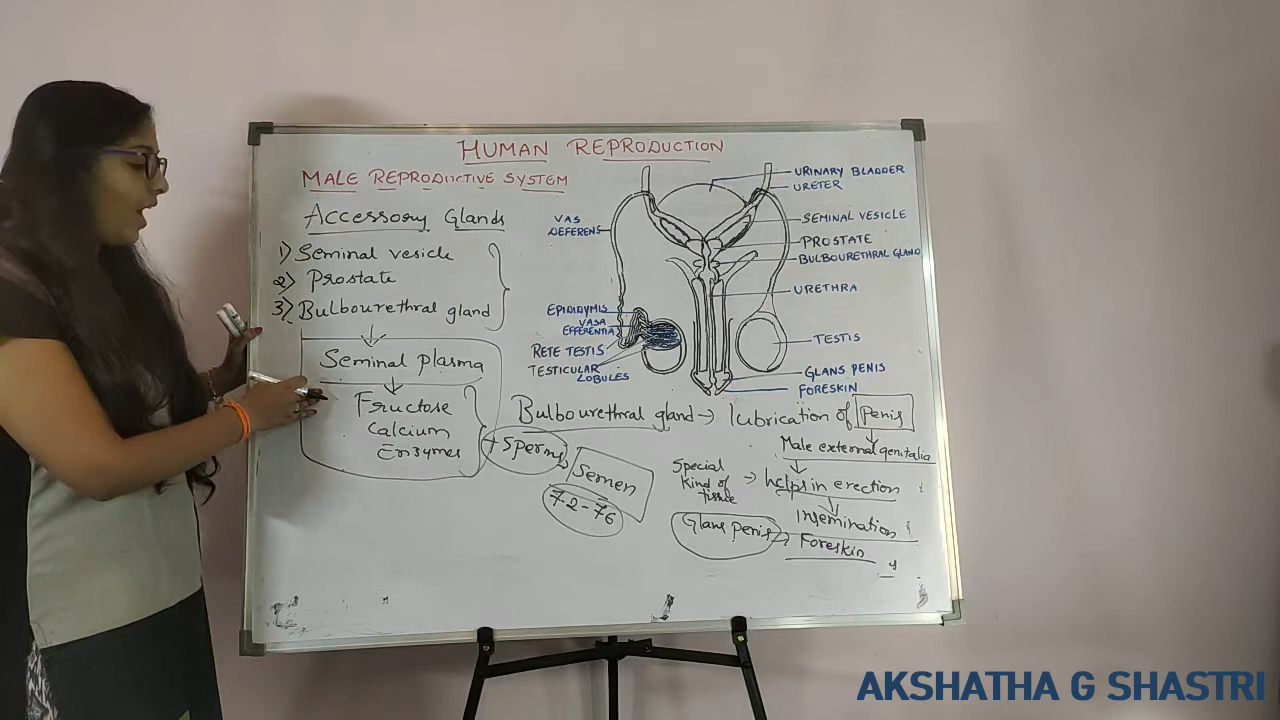 HUMAN REPRODUCTION
MALE REPRODUCTIVE SYSTEM
Accessory Glands
1) Seminal vesicle
2) Prostate
3) Bulbourethral gland
Seminal plasma
Fructose
Calcium
Enzymes
+ Sperms
Semen
7.2-7.6
VAS
DEFERENS
EPIDIDYMIS
VASA
EFFERENTIA
RETE TESTIS
TESTICULAR
LOBULES
URINARY BLADDER
URETER
SEMINAL VESICLE
PROSTATE
BULBOURETHRAL GLAND
URETHRA
TESTIS
GLANS PENIS
FORESKIN
Bulbourethral gland → lubrication of penis
Male external genitalia
Special
kind of
tissue
→ helps in erection
Insemination
Glans penis → Foreskin
AKSHATHA G SHASTRI